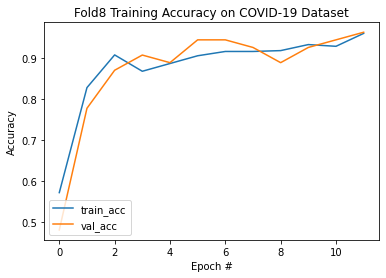 Fold8 Training Accuracy on COVID-19 Dataset
Accuracy
0.9
0.8
0.7
0.6
0.5
train_acc
val_acc
0 2 4 6 8 10
Epoch #